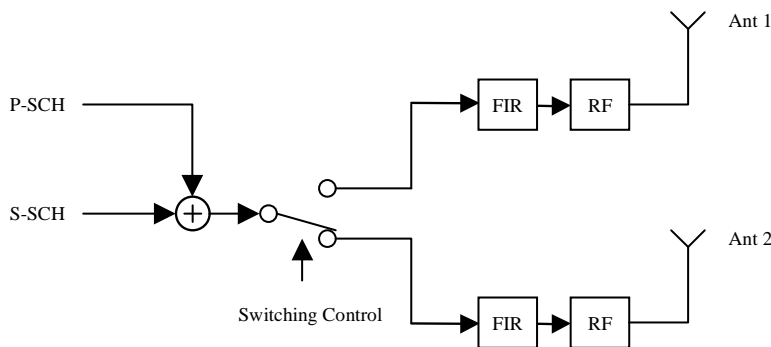 Ant 1
P-SCH
FIR
RF
S-SCH
Ant 2
Switching Control
FIR
RF